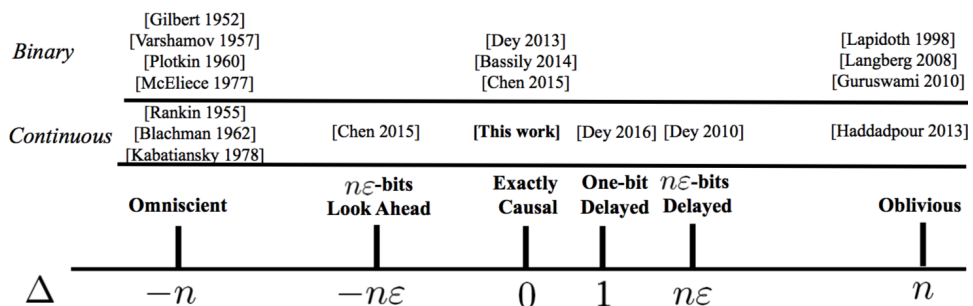 [Gilbert 1952]
[Varshamov 1957]
[Plotkin 1960]
[McEliece 1977]
Binary
[Dey 2013]
[Bassily 2014]
[Chen 2015]
[Lapidoth 1998]
[Langberg 2008]
[Guruswami 2010]
Continuous
[Rankin 1955]
[Blachman 1962]
[Kabatiansky 1978]
[Chen 2015]
[This work]
[Dey 2016]
[Dey 2010]
[Haddadpour 2013]
Omniscient
nε-bits
Look Ahead
Exactly
Causal
One-bit
Delayed
nε-bits
Delayed
Oblivious
Δ −n −nε 0 1 nε n